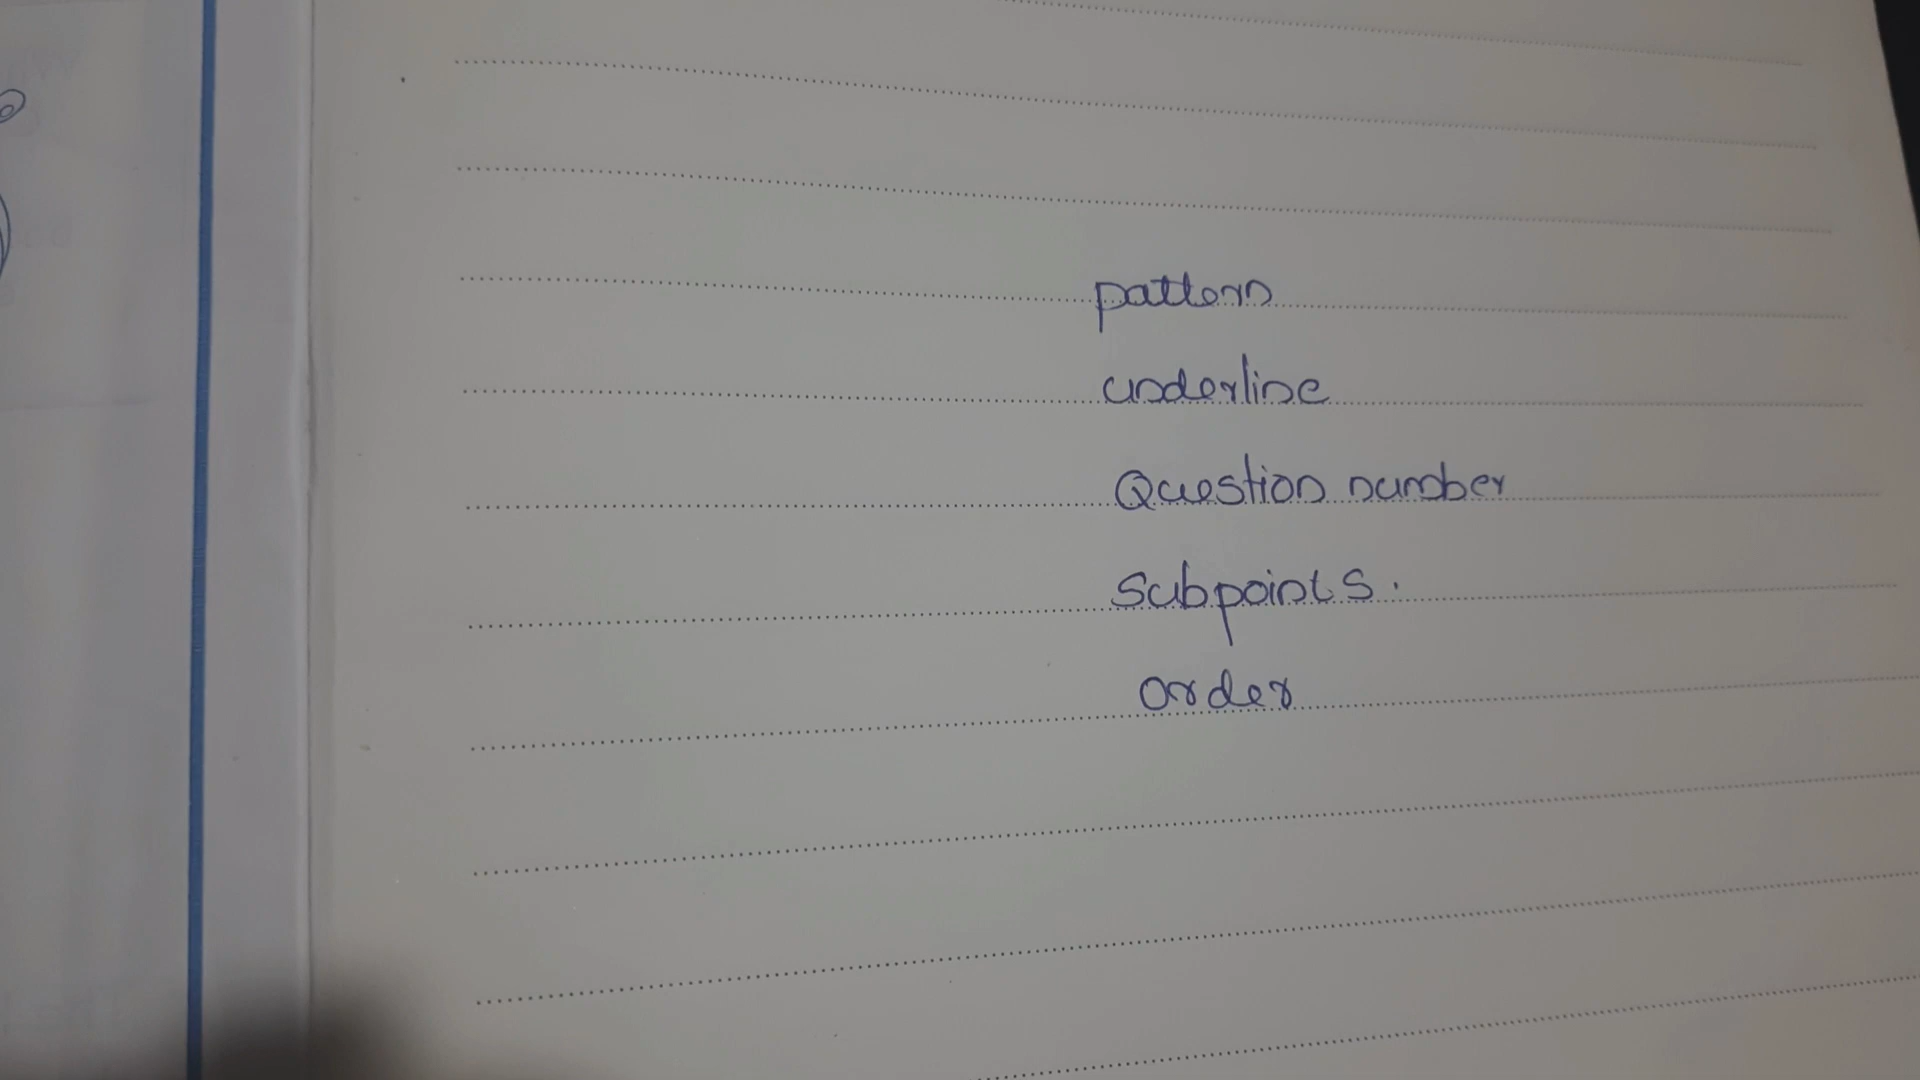 pattern
underline
Question number
Subpoints.
order